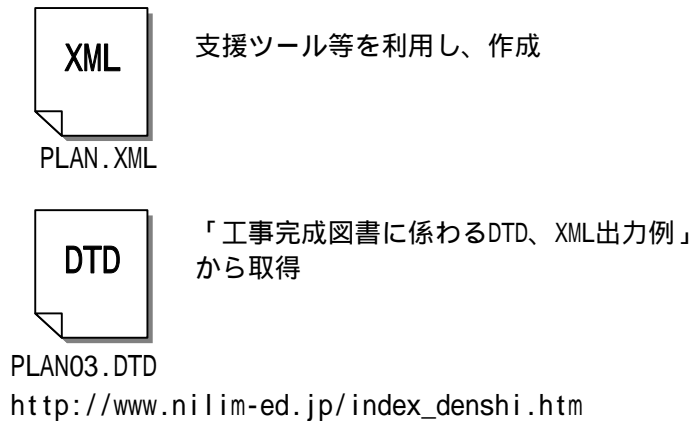 XML
支援ツール等を利用し、作成
PLAN.XML
DTD
「工事完成図書に係わるDTD、XML出力例」
から取得
PLAN03.DTD
http://www.nilim-ed.jp/index_denshi.htm